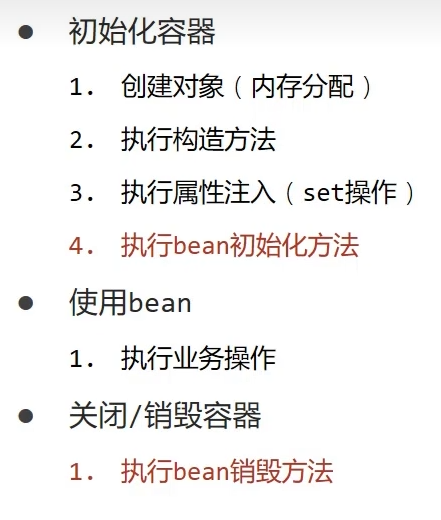 ● 初始化容器
1. 创建对象（内存分配）
2. 执行构造方法
3. 执行属性注入（set操作）
4. 执行bean初始化方法
● 使用bean
1. 执行业务操作
● 关闭/销毁容器
1. 执行bean销毁方法